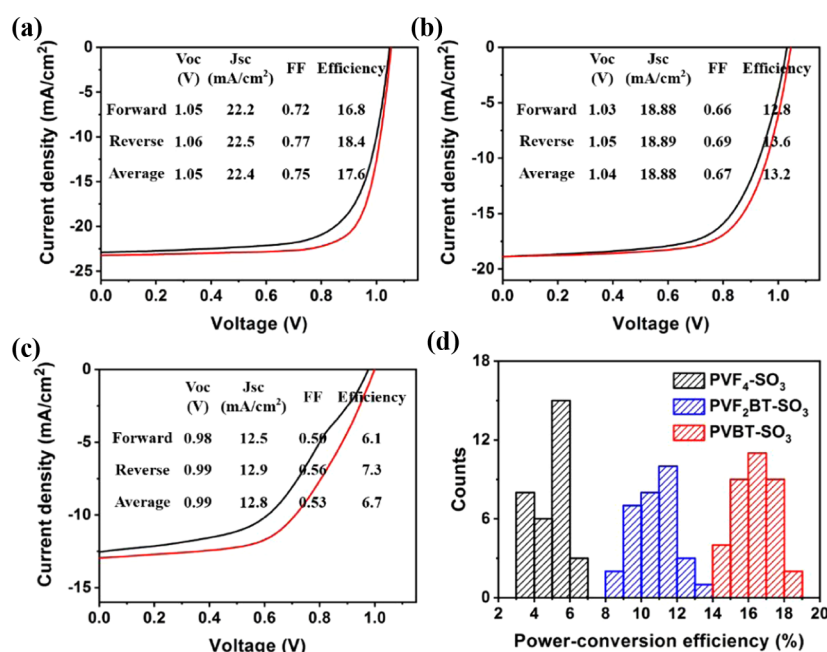 (a)
Current density (mA/cm²)
0
-5
-10
-15
-20
-25
Voc Jsc FF Efficiency
(V) (mA/cm²)
Forward 1.05 22.2 0.72 16.8
Reverse 1.06 22.5 0.77 18.4
Average 1.05 22.4 0.75 17.6
0.0 0.2 0.4 0.6 0.8 1.0
Voltage (V)
(b)
Current density (mA/cm²)
0
-5
-10
-15
-20
Voc Jsc FF Efficiency
(V) (mA/cm²)
Forward 1.03 18.88 0.66 12.8
Reverse 1.05 18.89 0.69 13.6
Average 1.04 18.88 0.67 13.2
0.0 0.2 0.4 0.6 0.8 1.0
Voltage (V)
(c)
Current density (mA/cm²)
0
-5
-10
-15
Voc Jsc FF Efficiency
(V) (mA/cm²)
Forward 0.98 12.5 0.50 6.1
Reverse 0.99 12.9 0.56 7.3
Average 0.99 12.8 0.53 6.7
0.0 0.2 0.4 0.6 0.8 1.0
Voltage (V)
(d)
Counts
18
12
6
0
PVF₄-SO₃
PVF₂BT-SO₃
PVBT-SO₃
2 4 6 8 10 12 14 16 18 20
Power-conversion efficiency (%)